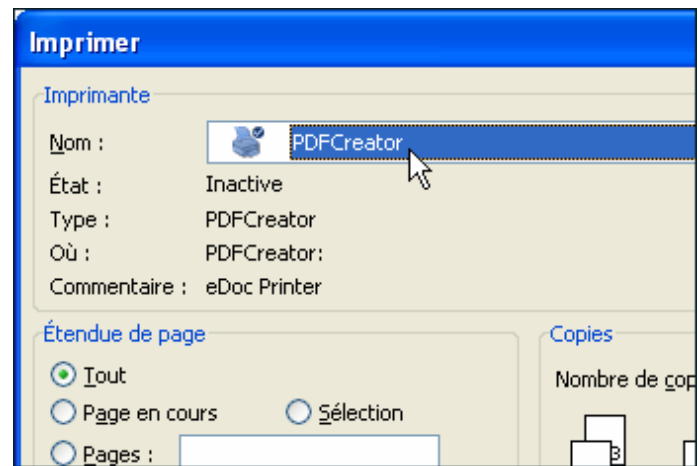 Imprimer
Imprimante
Nom : PDFCreator
État : Inactive
Type : PDFCreator
Où : PDFCreator:
Commentaire : eDoc Printer
Étendue de page
Tout
Page en cours Sélection
Pages :
Copies
Nombre de cop
3